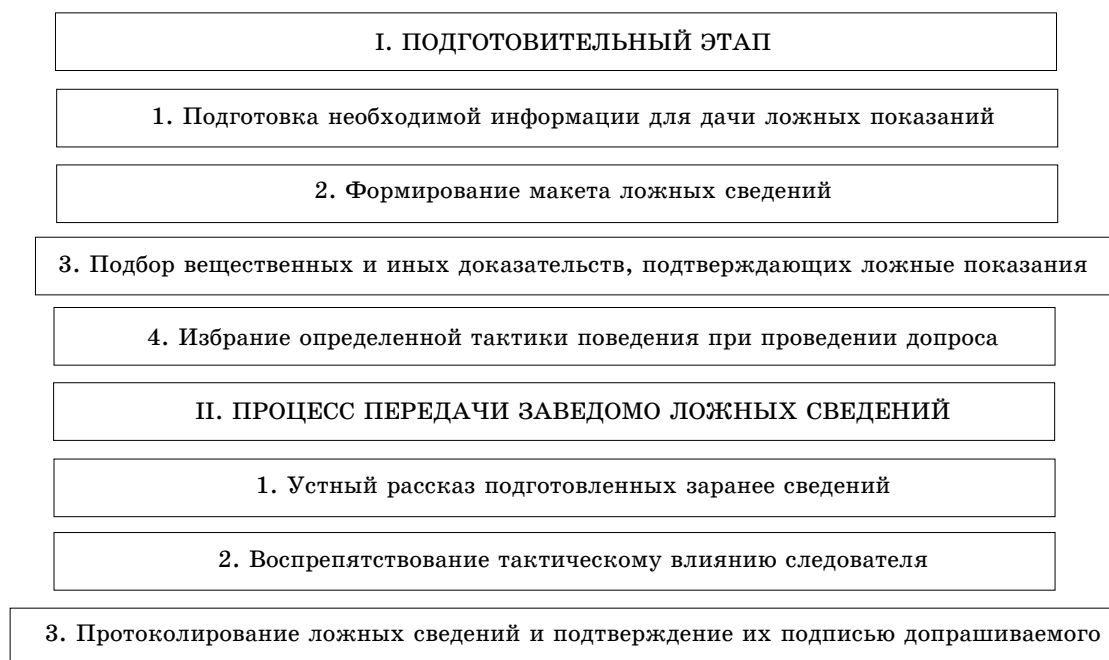 I. ПОДГОТОВИТЕЛЬНЫЙ ЭТАП
1. Подготовка необходимой информации для дачи ложных показаний
2. Формирование макета ложных сведений
3. Подбор вещественных и иных доказательств, подтверждающих ложные показания
4. Избрание определенной тактики поведения при проведении допроса
II. ПРОЦЕСС ПЕРЕДАЧИ ЗАВЕДОМО ЛОЖНЫХ СВЕДЕНИЙ
1. Устный рассказ подготовленных заранее сведений
2. Воспрепятствование тактическому влиянию следователя
3. Протоколирование ложных сведений и подтверждение их подписью допрашиваемого